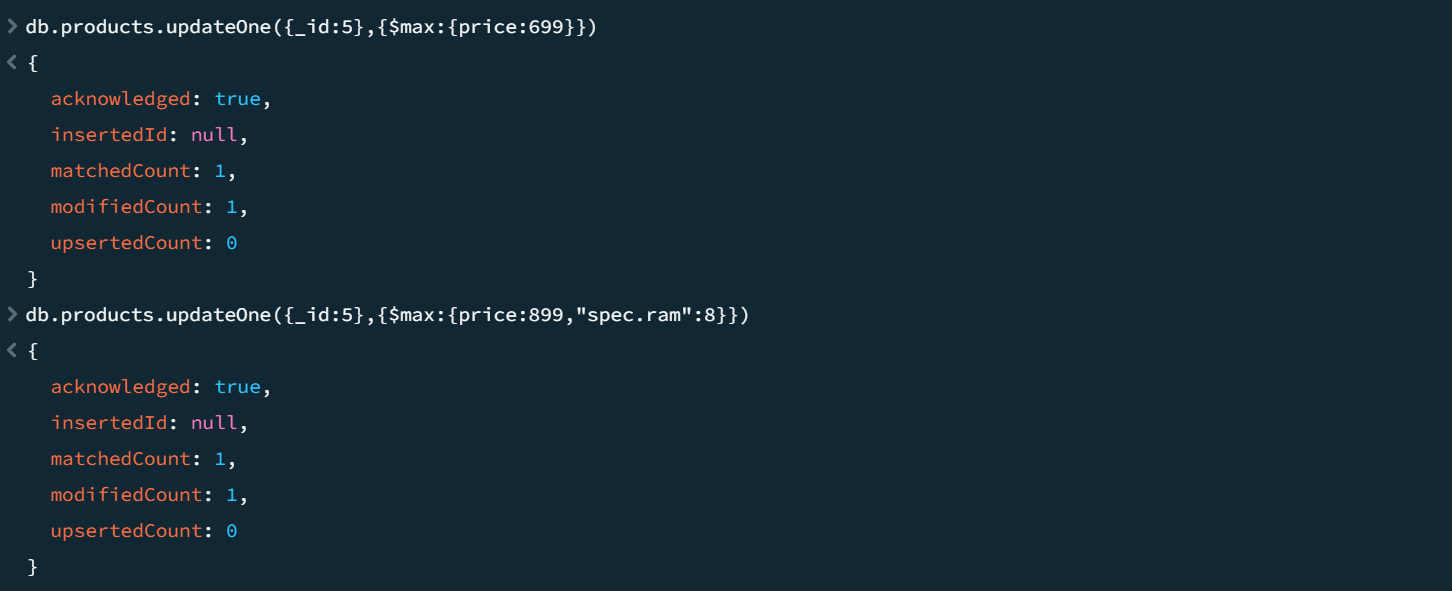 > db.products.updateOne({_id:5},{$max:{price:699}})
< {
acknowledged: true,
insertedId: null,
matchedCount: 1,
modifiedCount: 1,
upsertedCount: 0
}
> db.products.updateOne({_id:5},{$max:{price:899,"spec.ram":8}})
< {
acknowledged: true,
insertedId: null,
matchedCount: 1,
modifiedCount: 1,
upsertedCount: 0
}